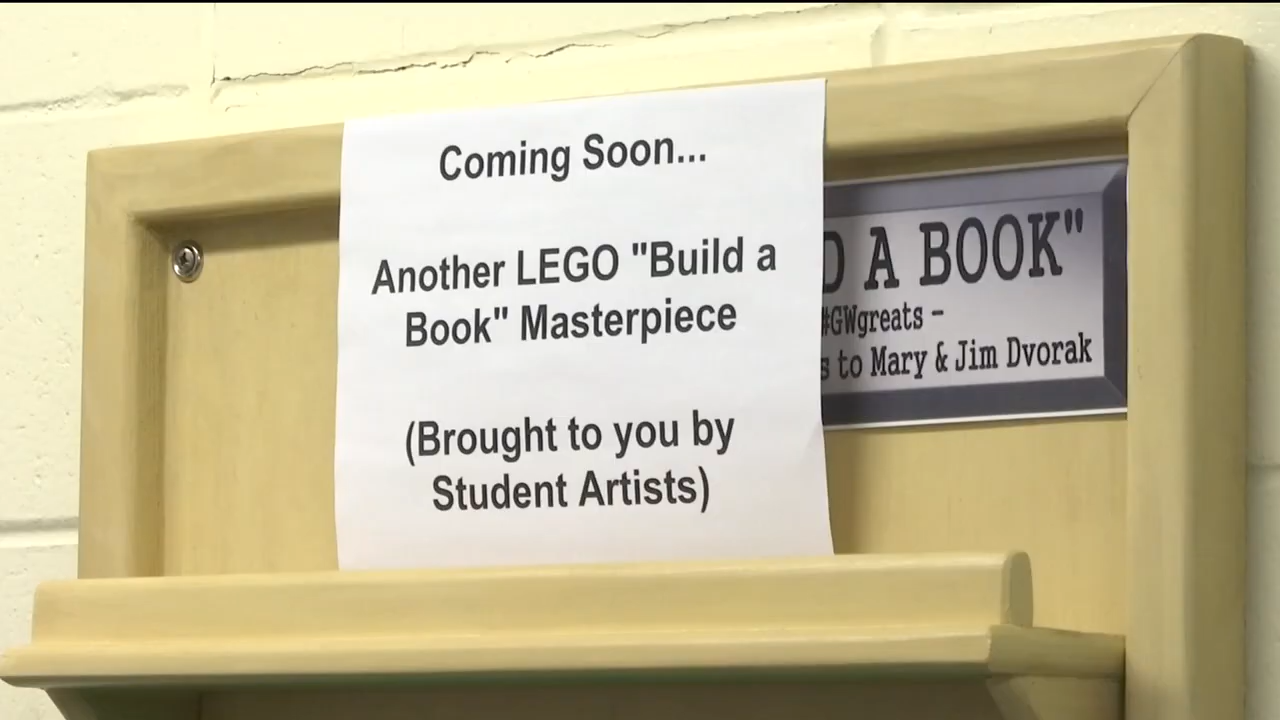 Coming Soon...
Another LEGO "Build a
Book" Masterpiece
(Brought to you by
Student Artists)
A BOOK"
#GWgreats –
to Mary & Jim Dvorak